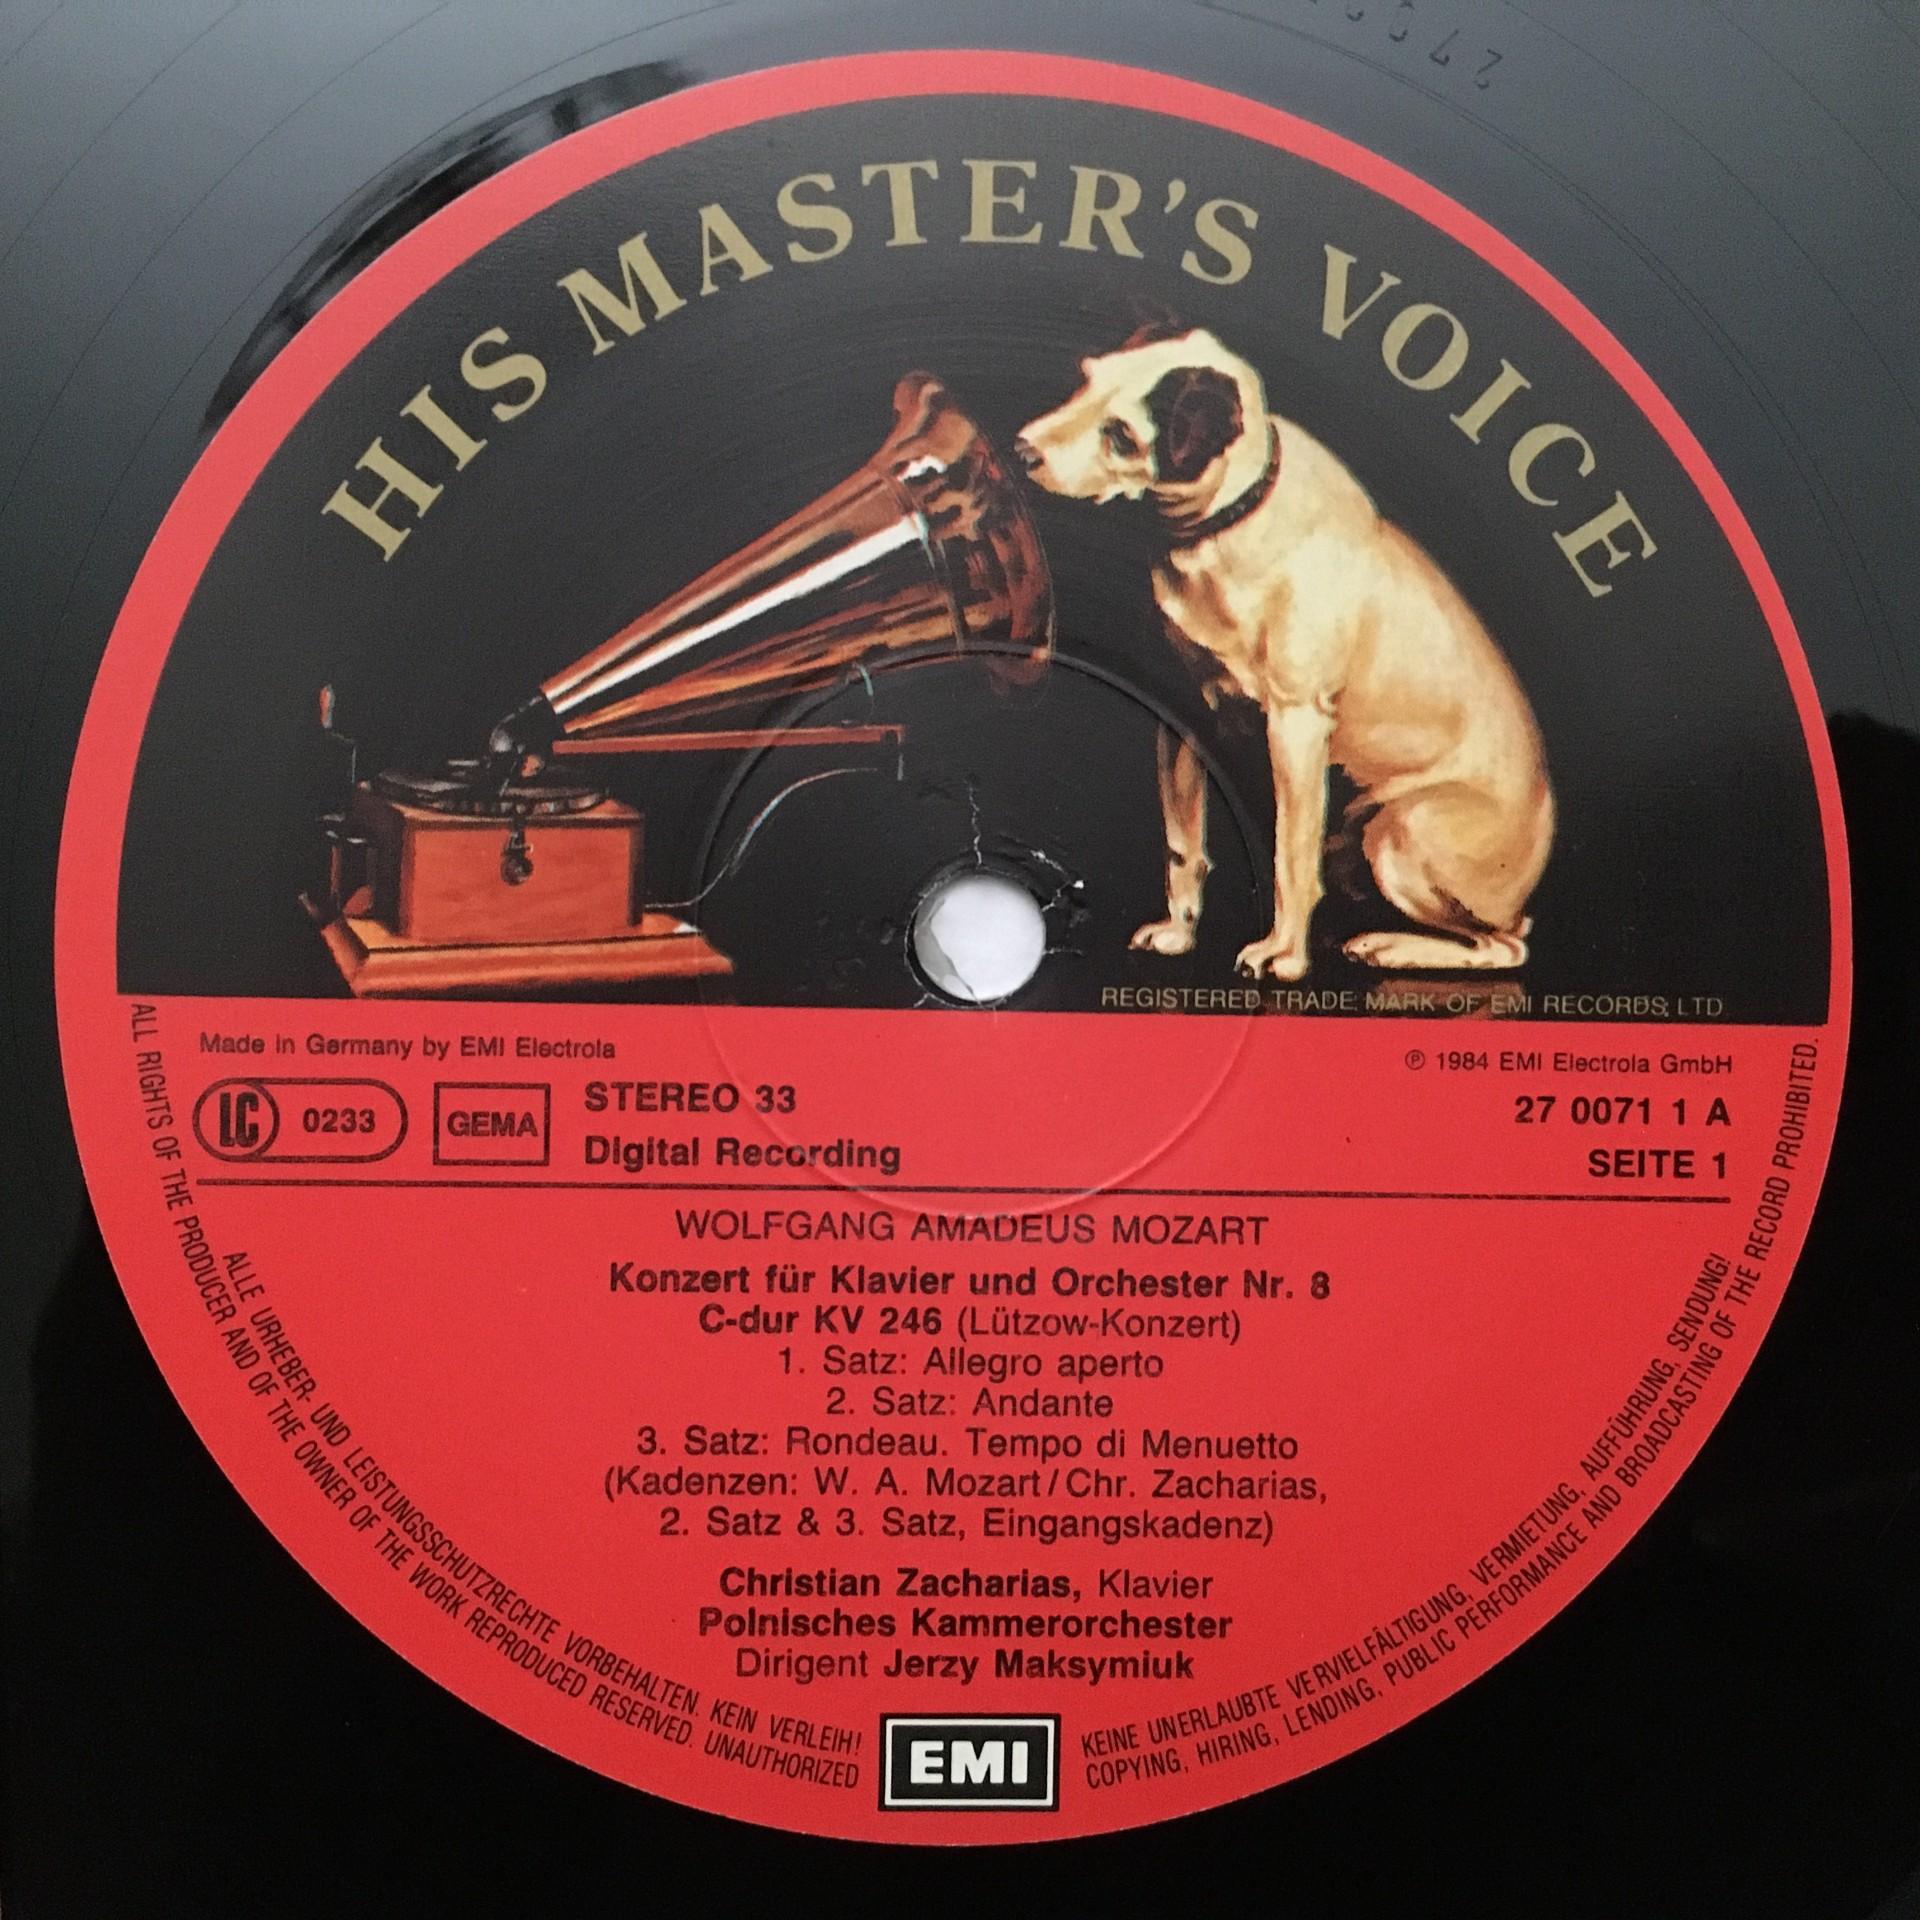 HIS MASTER'S VOICE
REGISTERED TRADE MARK OF EMI RECORDS LTD
Made in Germany by EMI Electrola
℗ 1984 EMI Electrola GmbH
LC 0233
GEMA
STEREO 33
Digital Recording
27 0071 1 A
SEITE 1
WOLFGANG AMADEUS MOZART
Konzert für Klavier und Orchester Nr. 8
C-dur KV 246 (Lützow-Konzert)
1. Satz: Allegro aperto
2. Satz: Andante
3. Satz: Rondeau. Tempo di Menuetto
(Kadenzen: W. A. Mozart/Chr. Zacharias,
2. Satz & 3. Satz, Eingangskadenz)
Christian Zacharias, Klavier
Polnisches Kammerorchester
Dirigent Jerzy Maksymiuk
EMI
ALLE URHEBER- UND LEISTUNGSSCHUTZRECHTE VORBEHALTEN. KEIN VERLEIH!
KEINE UNERLAUBTE VERVIELFÄLTIGUNG, VERMIETUNG, AUFFÜHRUNG, SENDUNG!
ALL RIGHTS OF THE PRODUCER AND OF THE OWNER OF THE WORK REPRODUCED RESERVED. UNAUTHORIZED
COPYING, HIRING, LENDING, PUBLIC PERFORMANCE AND BROADCASTING OF THE RECORD PROHIBITED.